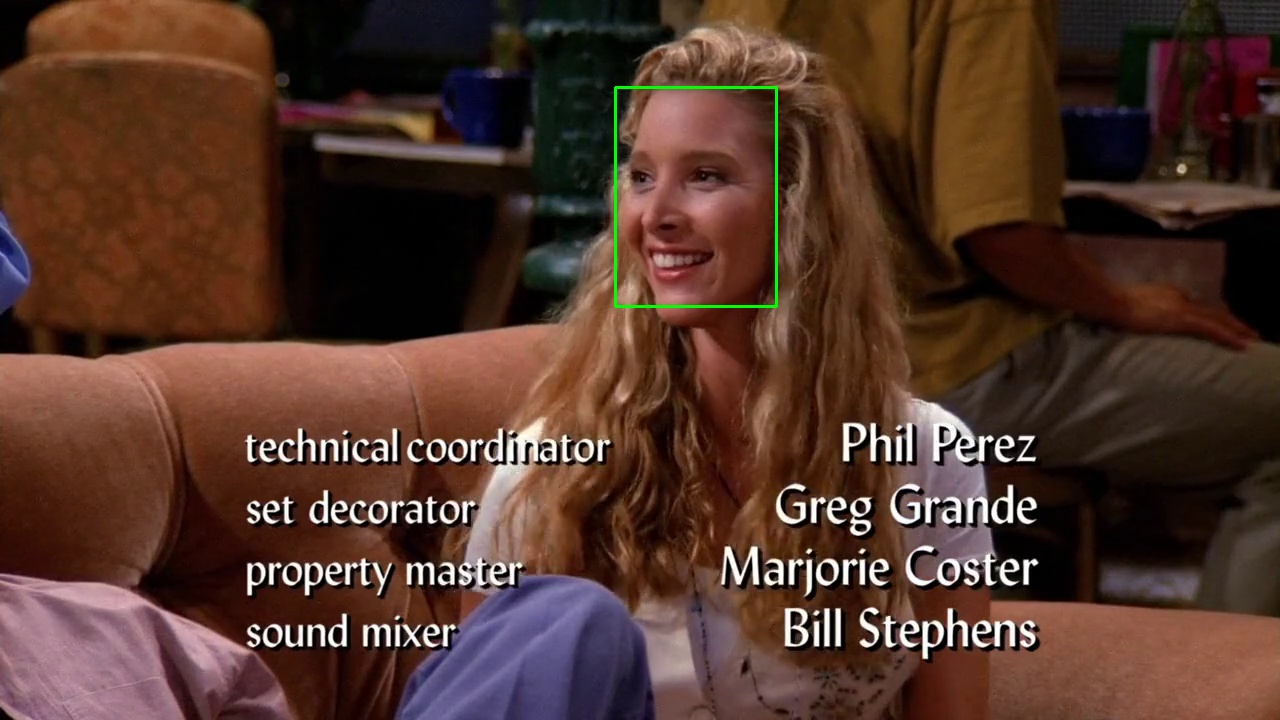 technical coordinator Phil Perez
set decorator Greg Grande
property master Marjorie Coster
sound mixer Bill Stephens